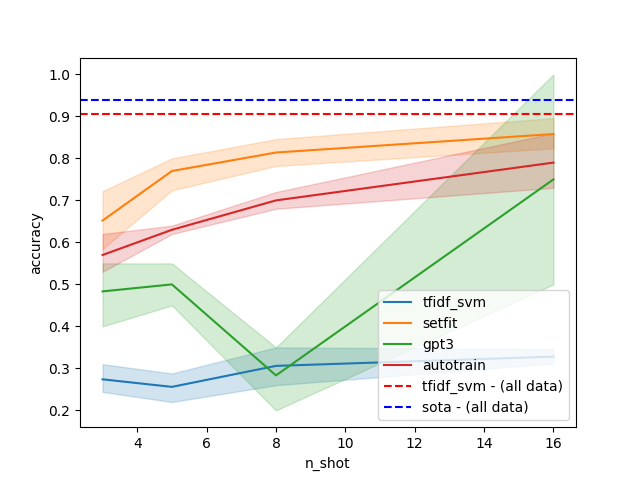 1.0
0.9
0.8
0.7
0.6
0.5
0.4
0.3
0.2
accuracy
4 6 8 10 12 14 16
n_shot
tfidf_svm
setfit
gpt3
autotrain
tfidf_svm - (all data)
sota - (all data)